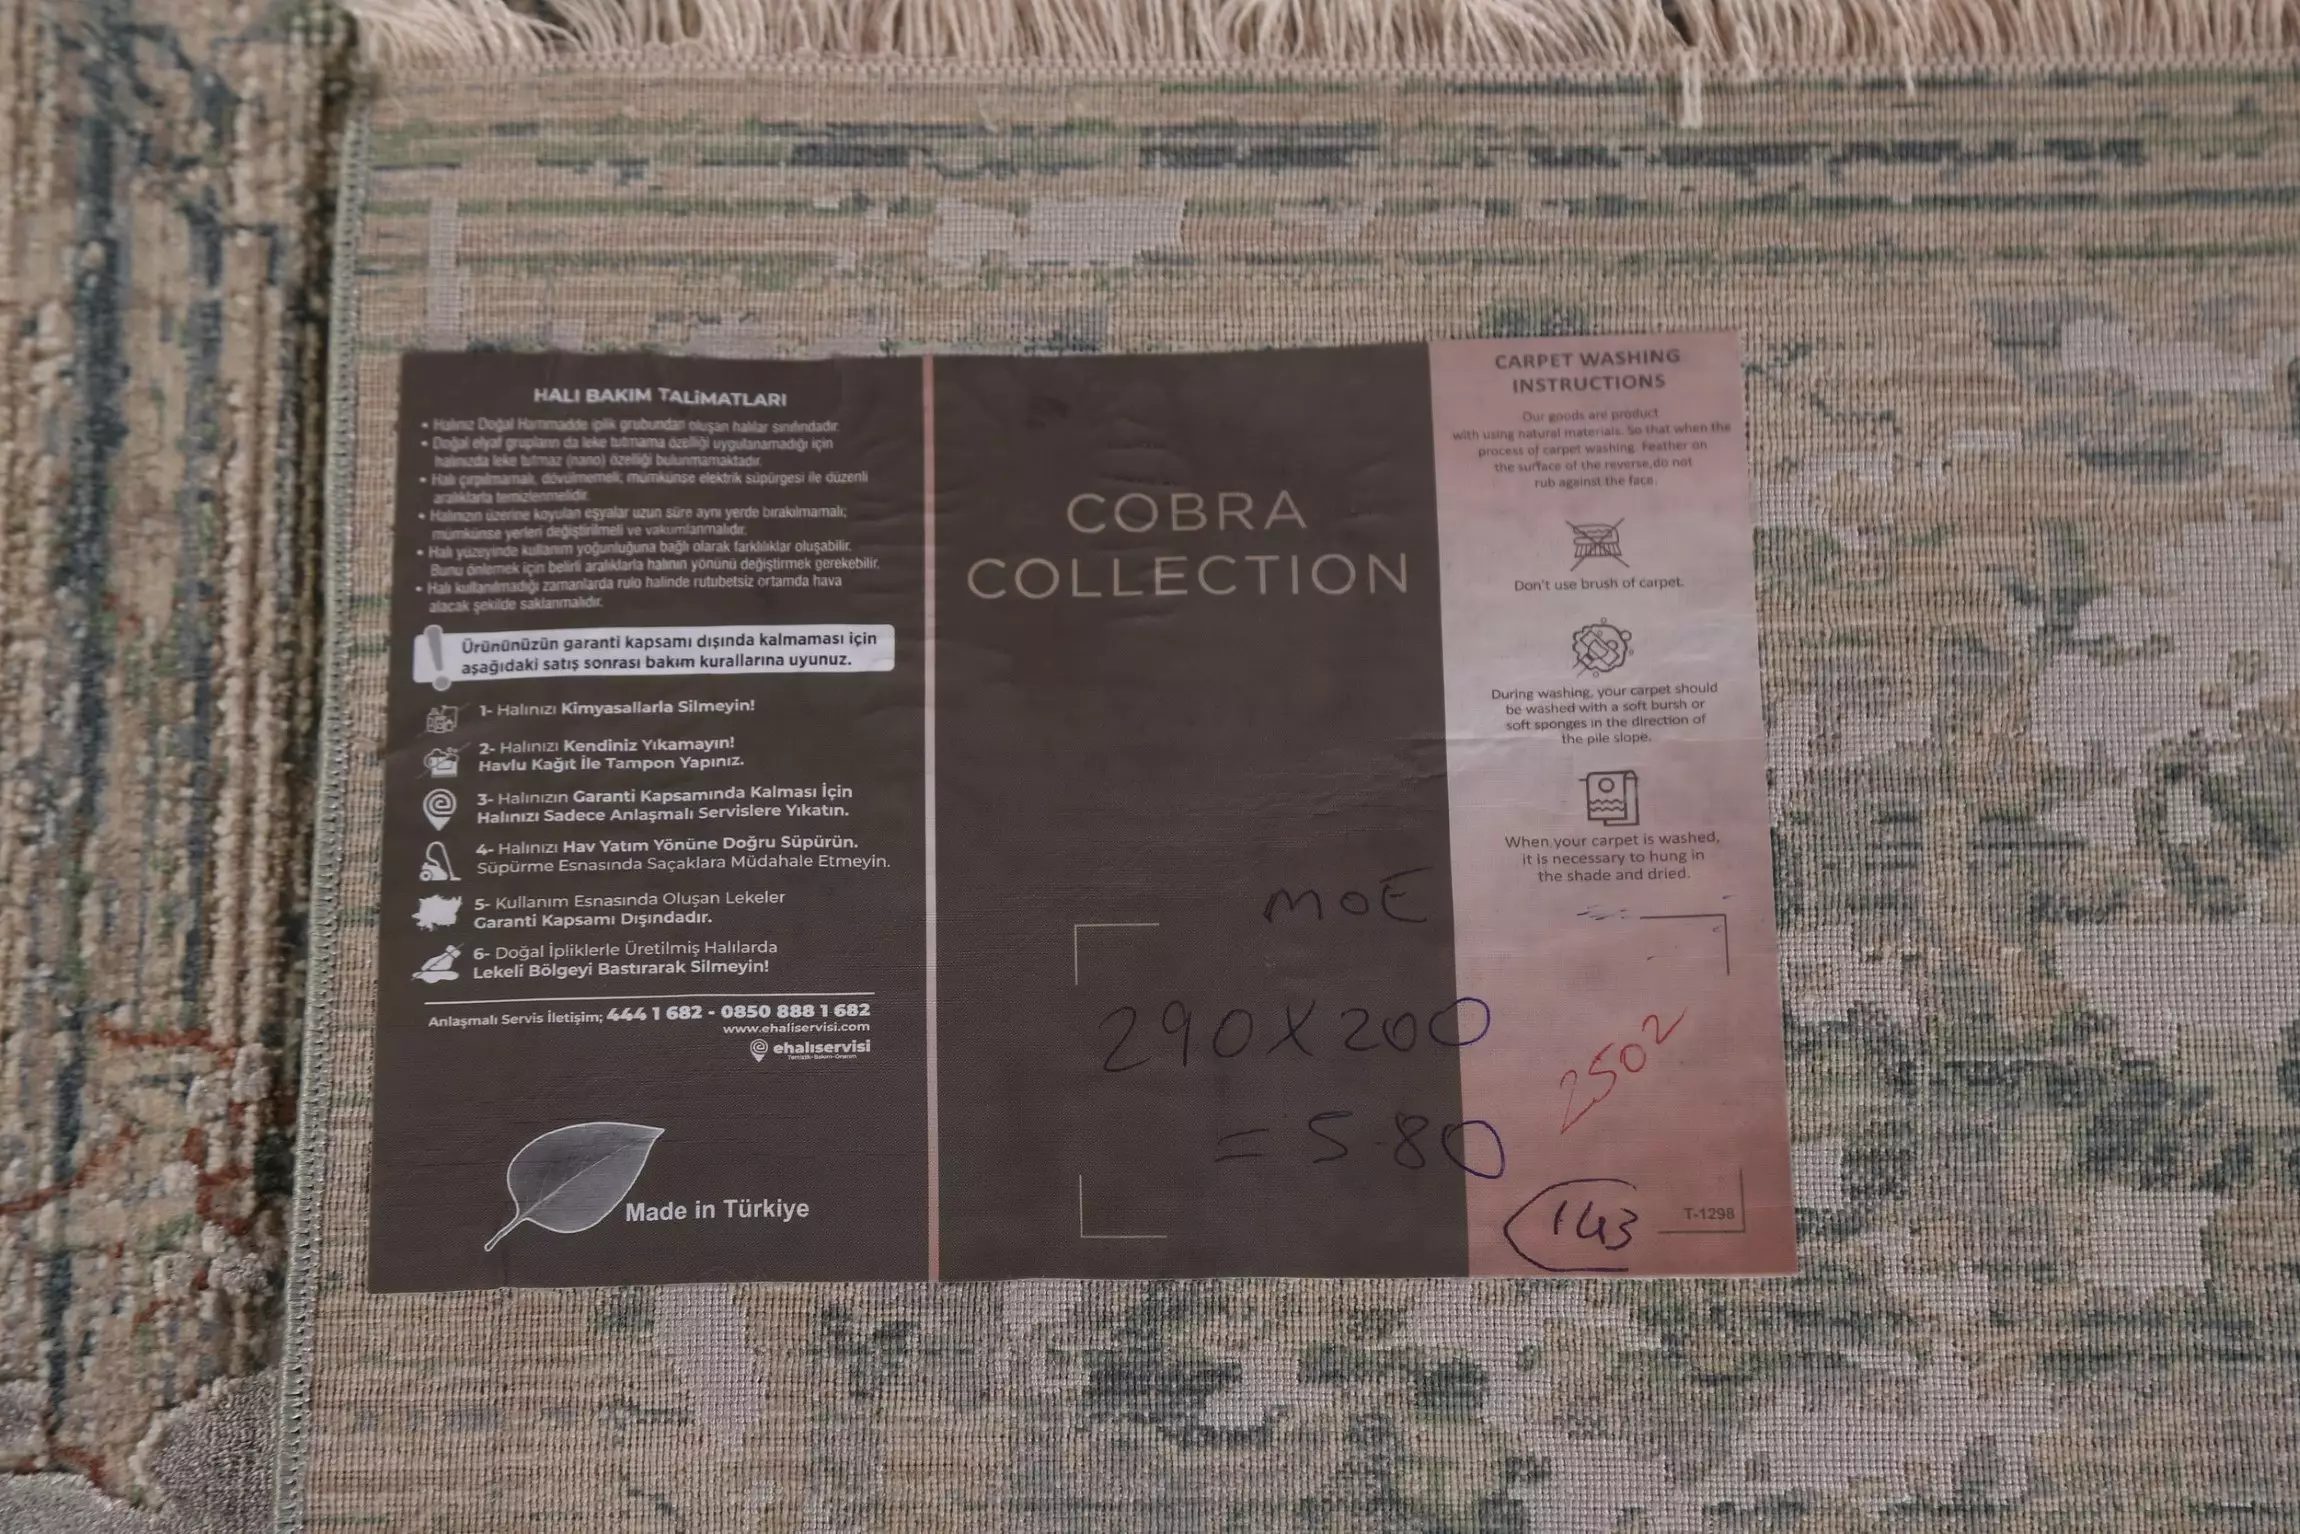 HALI BAKIM TALİMATLARI
• Halınız Doğal Hammadde iplik grubundan oluşan halılar sınıfındadır.
• Doğal elyaf grupların da leke tutmama özelliği uygulanamadığı için
halınızda leke tutmaz (nano) özelliği bulunmamaktadır.
• Halı çırpılmamalı, dövülmemeli; mümkünse elektrik süpürgesi ile düzenli
aralıklarla temizlenmelidir.
• Halınızın üzerine koyulan eşyalar uzun süre aynı yerde bırakılmamalı;
mümkünse yerleri değiştirilmeli ve vakumlanmalıdır.
• Halı yüzeyinde kullanım yoğunluğuna bağlı olarak farklılıklar oluşabilir.
Bunu önlemek için belirli aralıklarla halının yönünü değiştirmek gerekebilir.
• Halı kullanılmadığı zamanlarda rulo halinde rutubetsiz ortamda hava
alacak şekilde saklanmalıdır.
Ürününüzün garanti kapsamı dışında kalmaması için
aşağıdaki satış sonrası bakım kurallarına uyunuz.
1- Halınızı Kimyasallarla Silmeyin!
2- Halınızı Kendiniz Yıkamayın!
Havlu Kağıt İle Tampon Yapınız.
3- Halınızın Garanti Kapsamında Kalması İçin
Halınızı Sadece Anlaşmalı Servislere Yıkatın.
4- Halınızı Hav Yatım Yönüne Doğru Süpürün.
Süpürme Esnasında Saçaklara Müdahale Etmeyin.
5- Kullanım Esnasında Oluşan Lekeler
Garanti Kapsamı Dışındadır.
6- Doğal İpliklerle Üretilmiş Halılarda
Lekeli Bölgeyi Bastırarak Silmeyin!
Anlaşmalı Servis İletişim; 444 1 682 - 0850 888 1 682
www.ehaliservisi.com
ehalıservisi
Made in Türkiye
COBRA
COLLECTION
MOE
290X200
= 5.80
CARPET WASHING
INSTRUCTIONS
Our goods are product
with using natural materials. So that when the
process of carpet washing. Feather on
the surface of the reverse,do not
rub against the face.
Don't use brush of carpet.
During washing, your carpet should
be washed with a soft bursh or
soft sponges in the direction of
the pile slope.
When your carpet is washed,
it is necessary to hung in
the shade and dried.
2502
143
T-1298